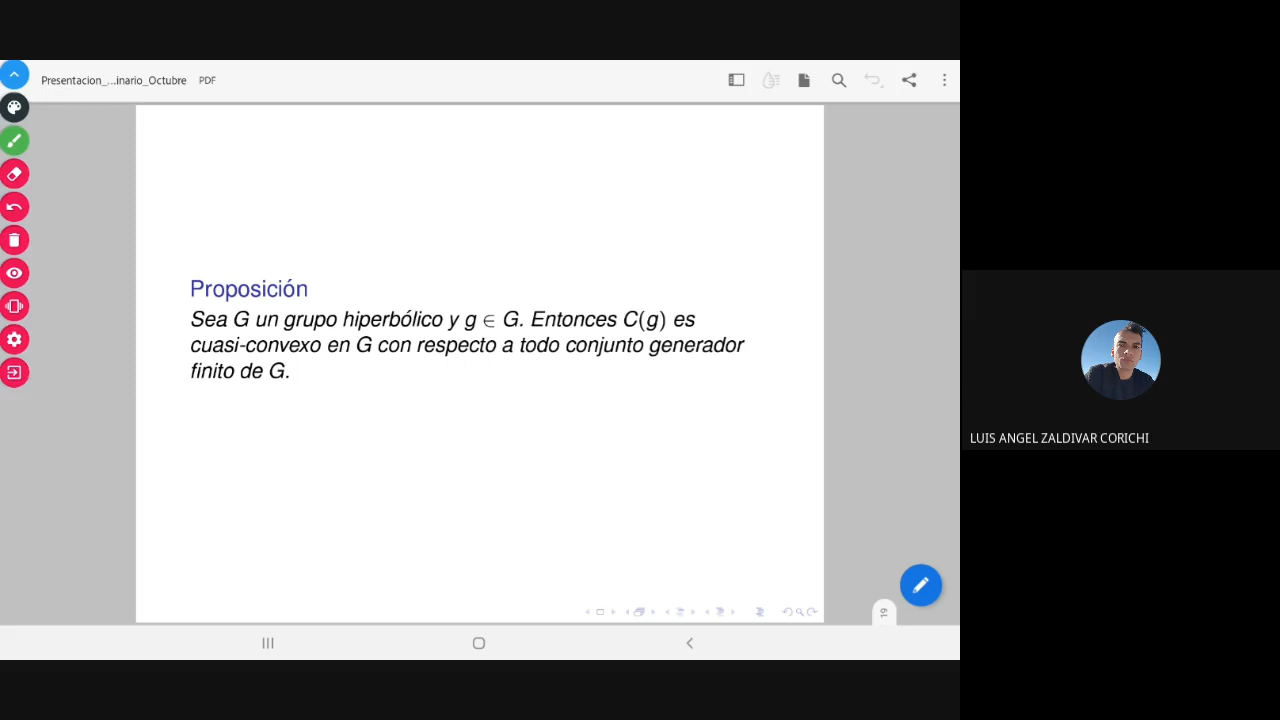 Presentacion_...inario_Octubre PDF
Proposición
Sea G un grupo hiperbólico y g ∈ G. Entonces C(g) es
cuasi-convexo en G con respecto a todo conjunto generador
finito de G.
19
LUIS ANGEL ZALDIVAR CORICHI